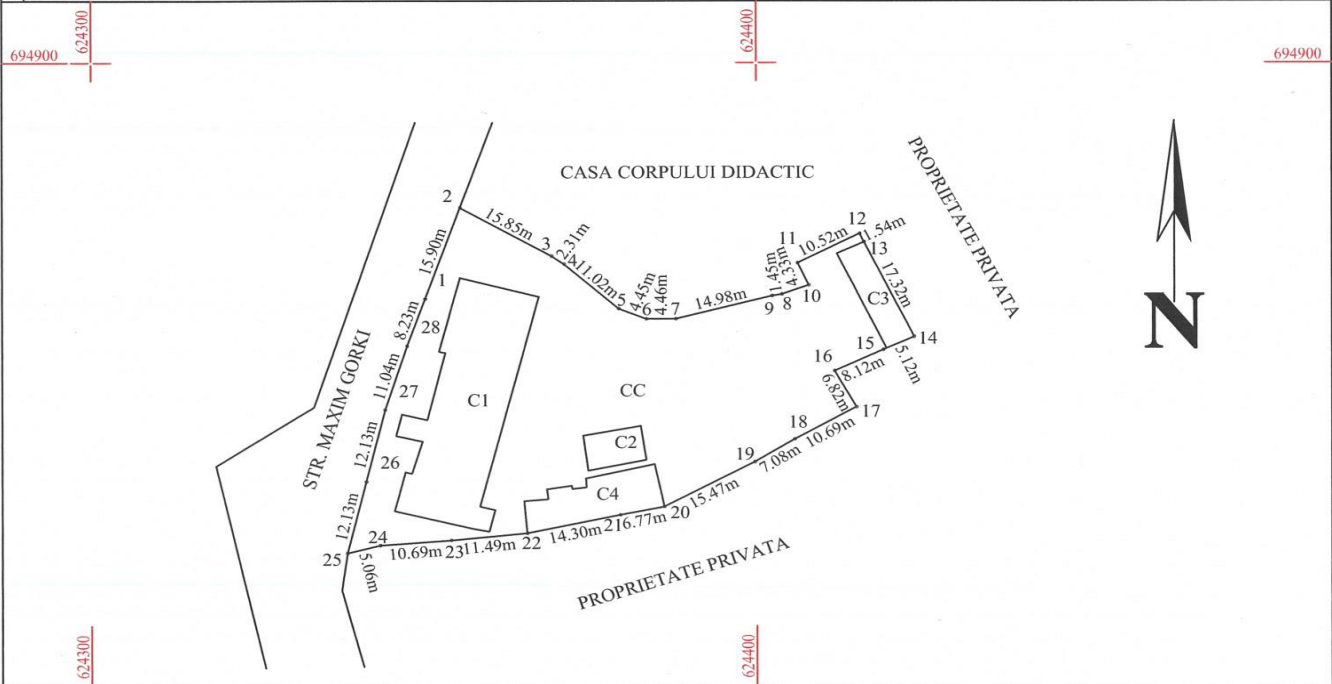 624300
624400
694900
694900
CASA CORPULUI DIDACTIC
PROPRIETATE PRIVATA
2
15.85m
3
2.31m
4
11.02m
5
4.45m
6
4.46m
7
14.98m
9
1.45m
8
4.33m
10
11
10.52m
12
1.54m
13
17.32m
C3
14
5.12m
15
8.12m
16
6.82m
17
10.69m
18
7.08m
19
15.47m
20
6.77m
21
14.30m
22
11.49m
23
10.69m
24
5.06m
25
12.13m
26
12.13m
27
11.04m
28
8.23m
1
15.90m
STR. MAXIM GORKI
C1
CC
C2
C4
PROPRIETATE PRIVATA
N
624300
624400